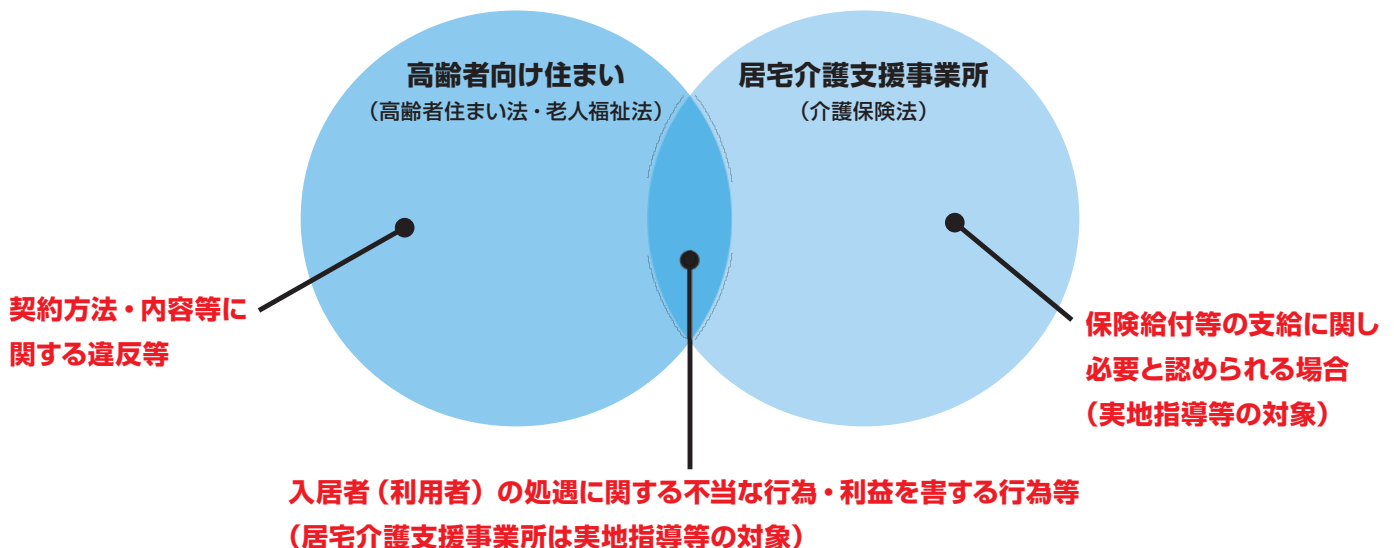 高齢者向け住まい
（高齢者住まい法・老人福祉法）
居宅介護支援事業所
（介護保険法）
契約方法・内容等に
関する違反等
保険給付等の支給に関し
必要と認められる場合
（実地指導等の対象）
入居者（利用者）の処遇に関する不当な行為・利益を害する行為等
（居宅介護支援事業所は実地指導等の対象）